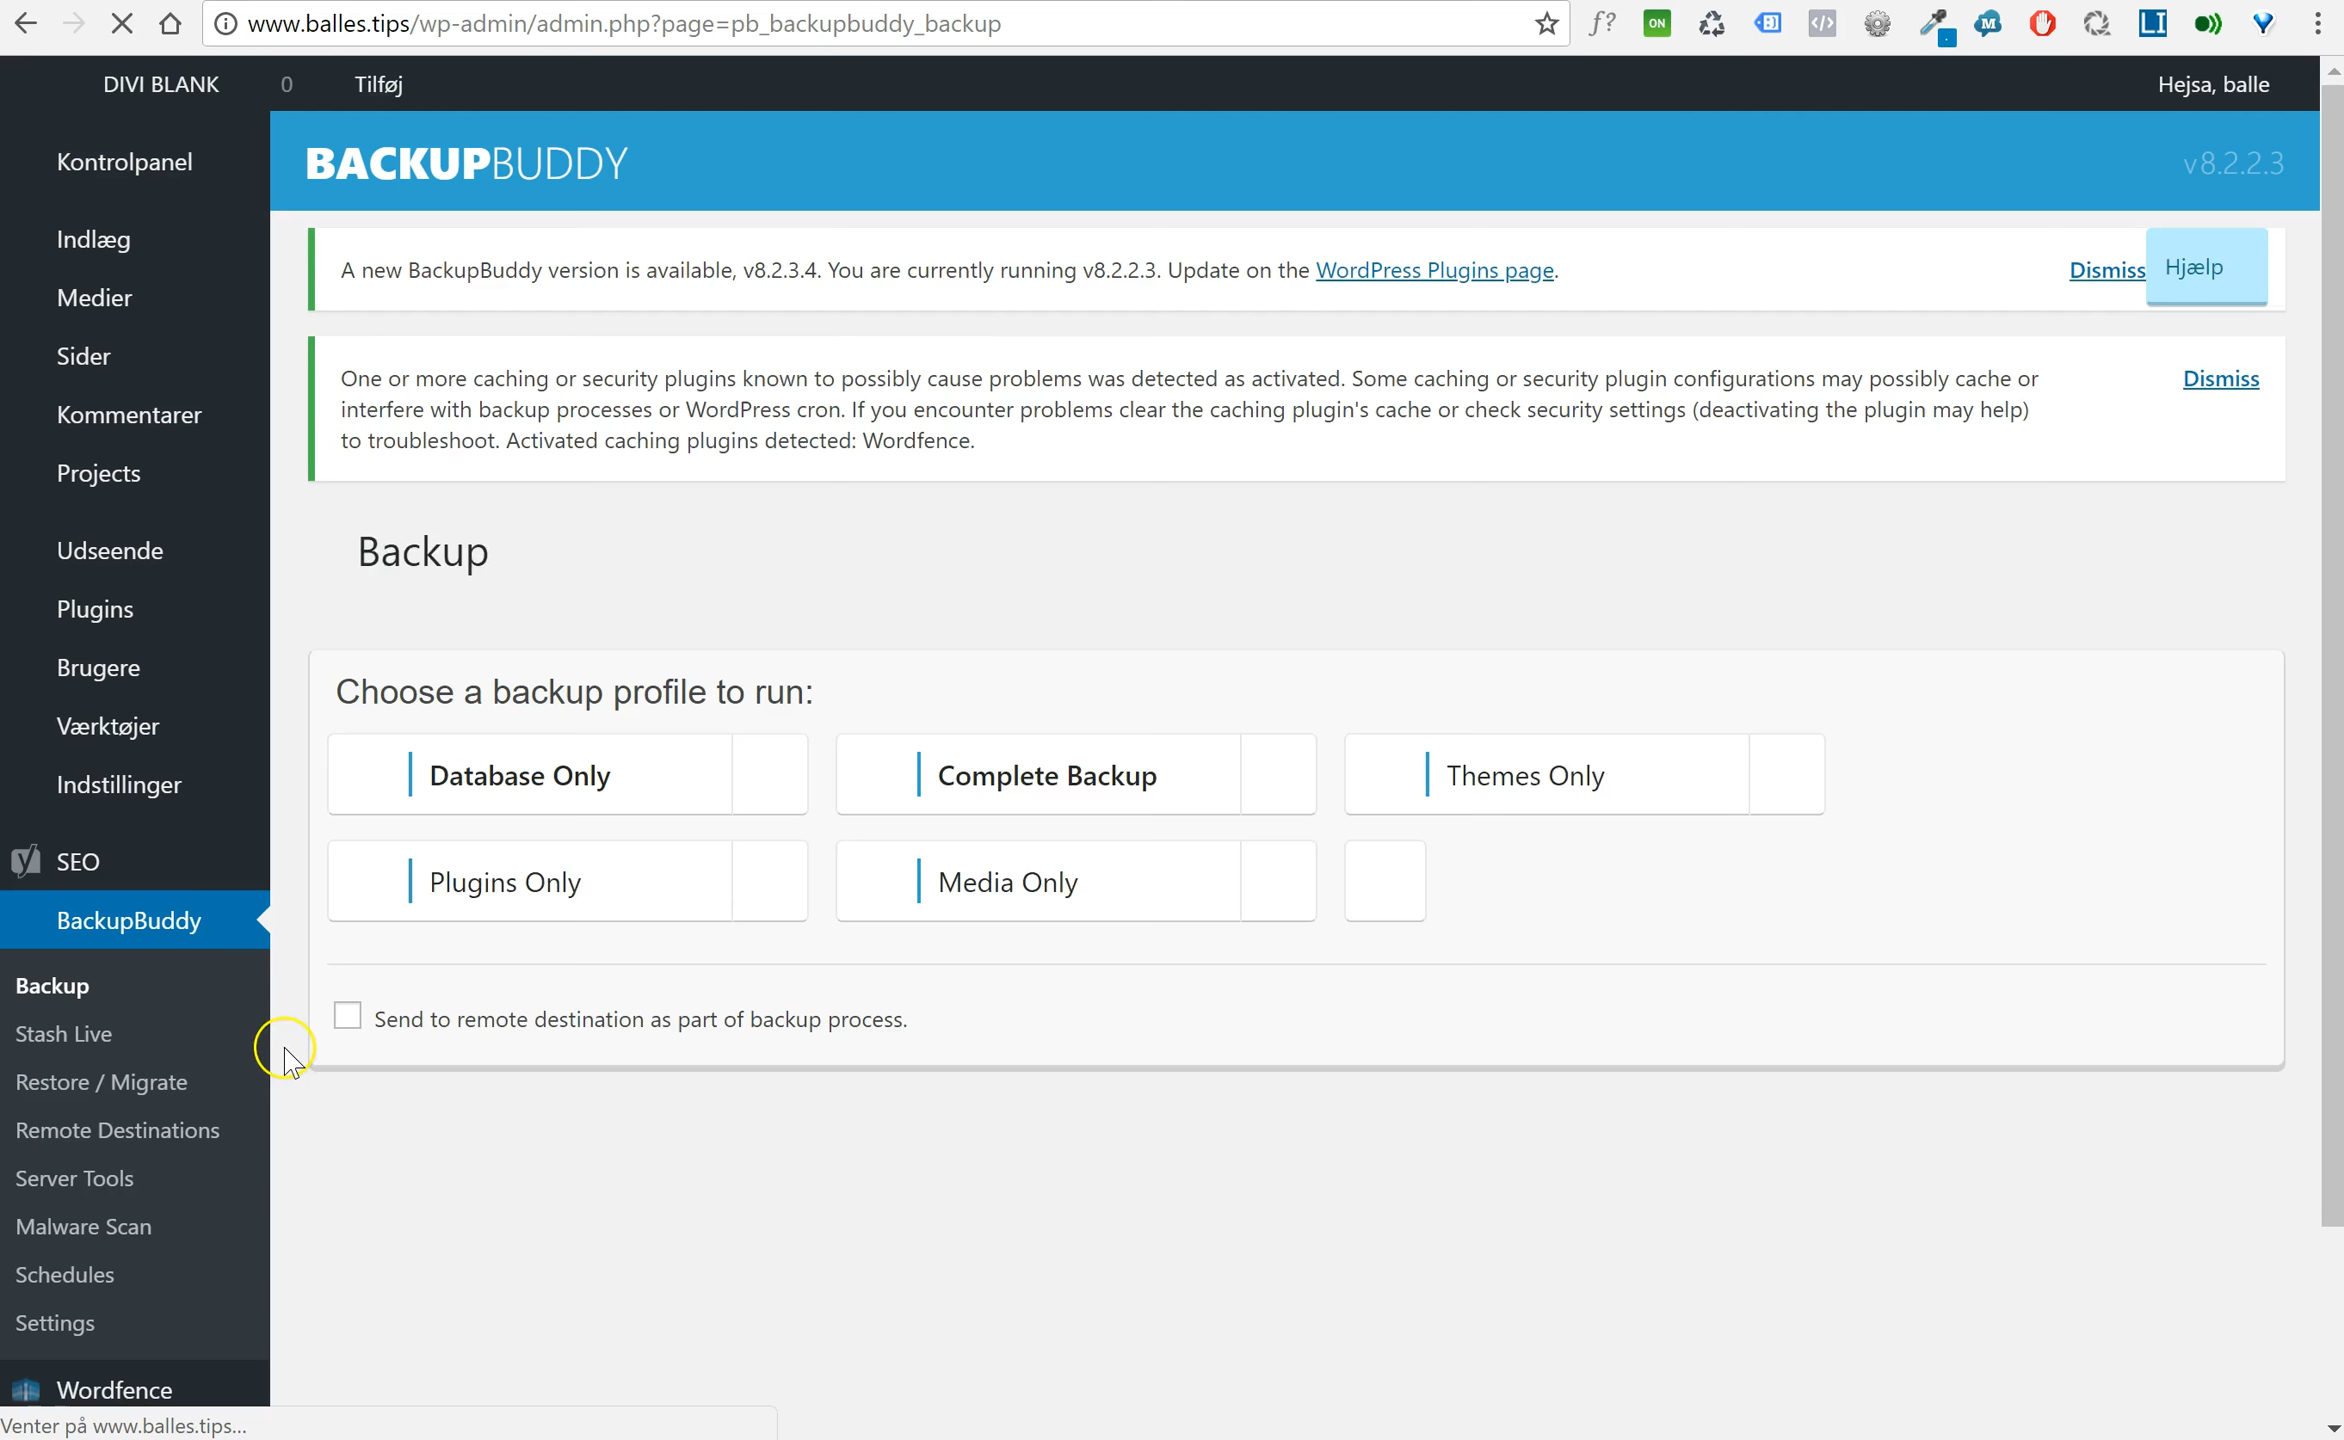 www.balles.tips/wp-admin/admin.php?page=pb_backupbuddy_backup
f?
ON
M
LI
DIVI BLANK 0 Tilføj Hejsa, balle
Kontrolpanel
Indlæg
Medier
Sider
Kommentarer
Projects
Udseende
Plugins
Brugere
Værktøjer
Indstillinger
SEO
BackupBuddy
Backup
Stash Live
Restore / Migrate
Remote Destinations
Server Tools
Malware Scan
Schedules
Settings
Wordfence
BACKUPBUDDY v8.2.2.3
A new BackupBuddy version is available, v8.2.3.4. You are currently running v8.2.2.3. Update on the WordPress Plugins page. Dismiss
Hjælp
One or more caching or security plugins known to possibly cause problems was detected as activated. Some caching or security plugin configurations may possibly cache or
interfere with backup processes or WordPress cron. If you encounter problems clear the caching plugin's cache or check security settings (deactivating the plugin may help)
to troubleshoot. Activated caching plugins detected: Wordfence.
Dismiss
Backup
Choose a backup profile to run:
Database Only
Complete Backup
Themes Only
Plugins Only
Media Only
Send to remote destination as part of backup process.
Venter på www.balles.tips...